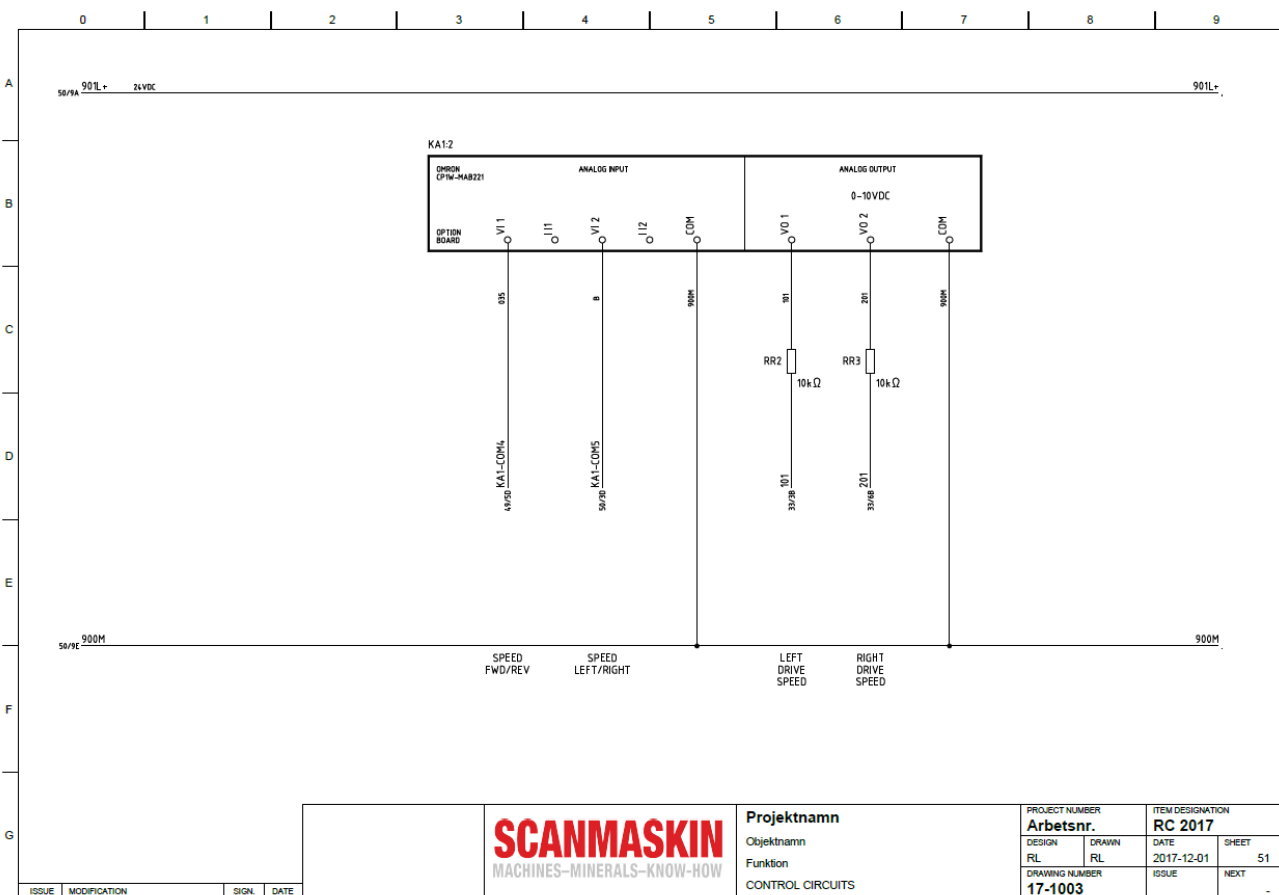 0 1 2 3 4 5 6 7 8 9
A
50/9A 901L+ 24VDC 901L+
KA1:2
OMRON
CP1W-MAB221
ANALOG INPUT
ANALOG OUTPUT
B
0-10VDC
OPTION
BOARD
VI 1
II1
VI 2
II2
COM
VO 1
VO 2
COM
035
B
900M
101
201
900M
C
RR2
10kΩ
RR3
10kΩ
D
KA1-COM4
49/5D
KA1-COM5
50/3D
101
33/3B
201
33/6B
E
50/9E 900M 900M
SPEED
FWD/REV
SPEED
LEFT/RIGHT
LEFT
DRIVE
SPEED
RIGHT
DRIVE
SPEED
F
G
ISSUE MODIFICATION SIGN. DATE
SCANMASKIN
MACHINES–MINERALS–KNOW-HOW
Projektnamn
Objektnamn
Funktion
CONTROL CIRCUITS
PROJECT NUMBER
Arbetsnr.
ITEM DESIGNATION
RC 2017
DESIGN DRAWN DATE SHEET
RL RL 2017-12-01 51
DRAWING NUMBER ISSUE NEXT
17-1003 -